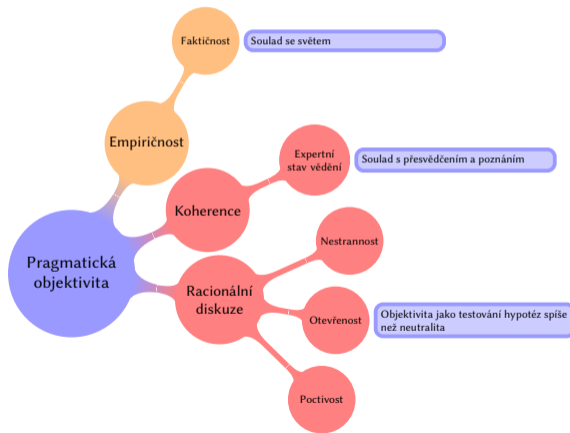 Faktičnost
Soulad se světem
Empiričnost
Expertní
stav vědění
Soulad s přesvědčením a poznáním
Koherence
Nestrannost
Pragmatická
objektivita
Racionální
diskuze
Otevřenost
Objektivita jako testování hypotéz spíše
než neutralita
Poctivost